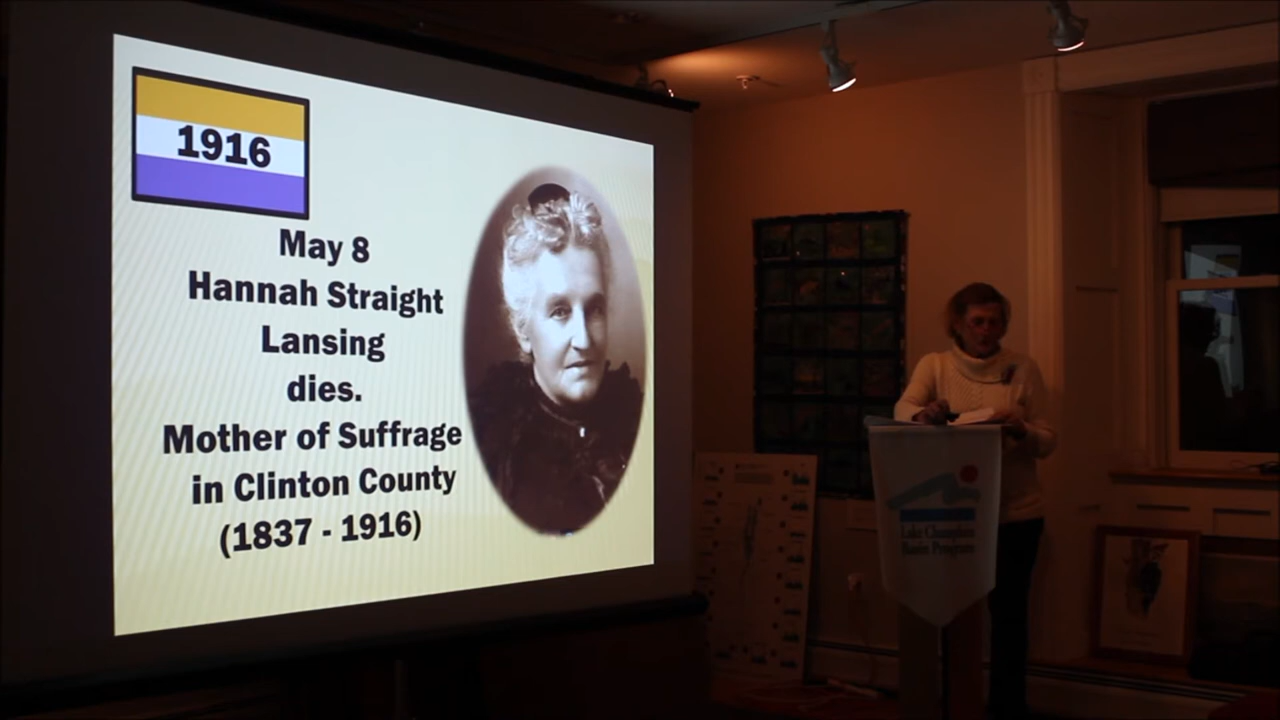 1916
May 8
Hannah Straight
Lansing
dies.
Mother of Suffrage
in Clinton County
(1837 - 1916)
Lake Champlain
Basin Program